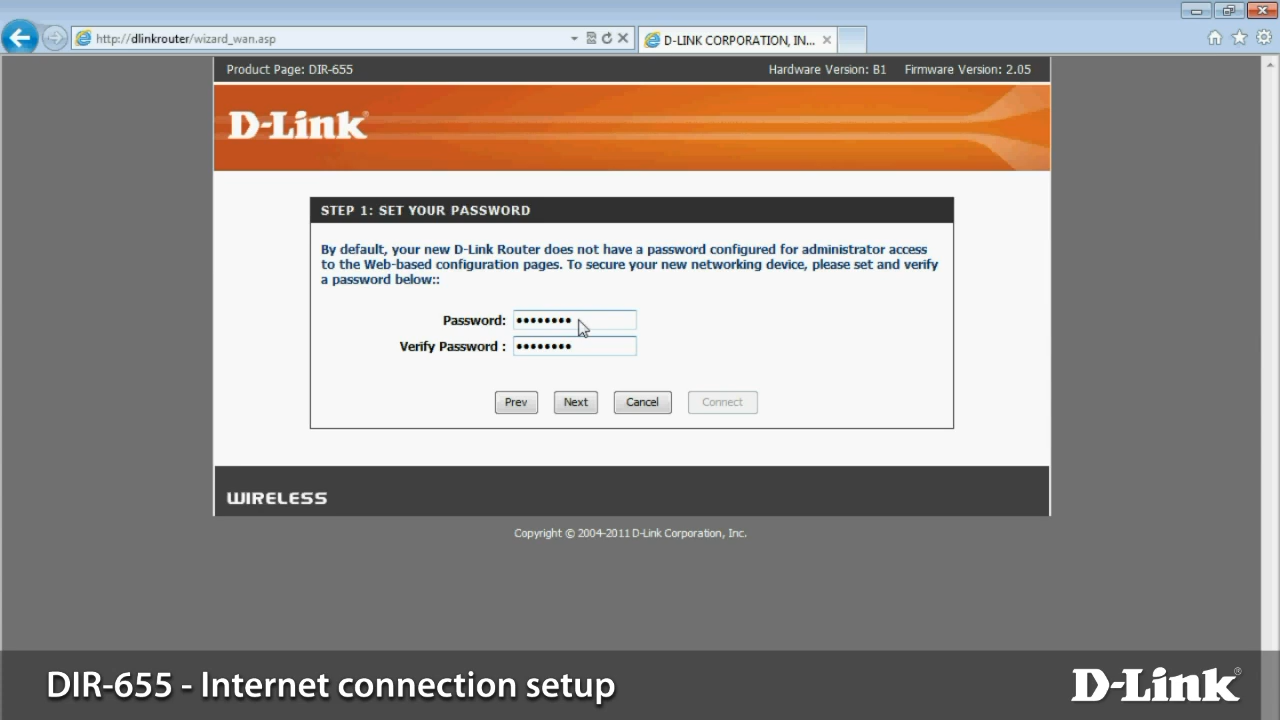 http://dlinkrouter/wizard_wan.asp
D-LINK CORPORATION, IN...
Product Page: DIR-655
Hardware Version: B1
Firmware Version: 2.05
D-Link®
STEP 1: SET YOUR PASSWORD
By default, your new D-Link Router does not have a password configured for administrator access
to the Web-based configuration pages. To secure your new networking device, please set and verify
a password below::
Password: ••••••••
Verify Password : ••••••••
Prev
Next
Cancel
Connect
WIRELESS
Copyright © 2004-2011 D-Link Corporation, Inc.
DIR-655 - Internet connection setup
D-Link®